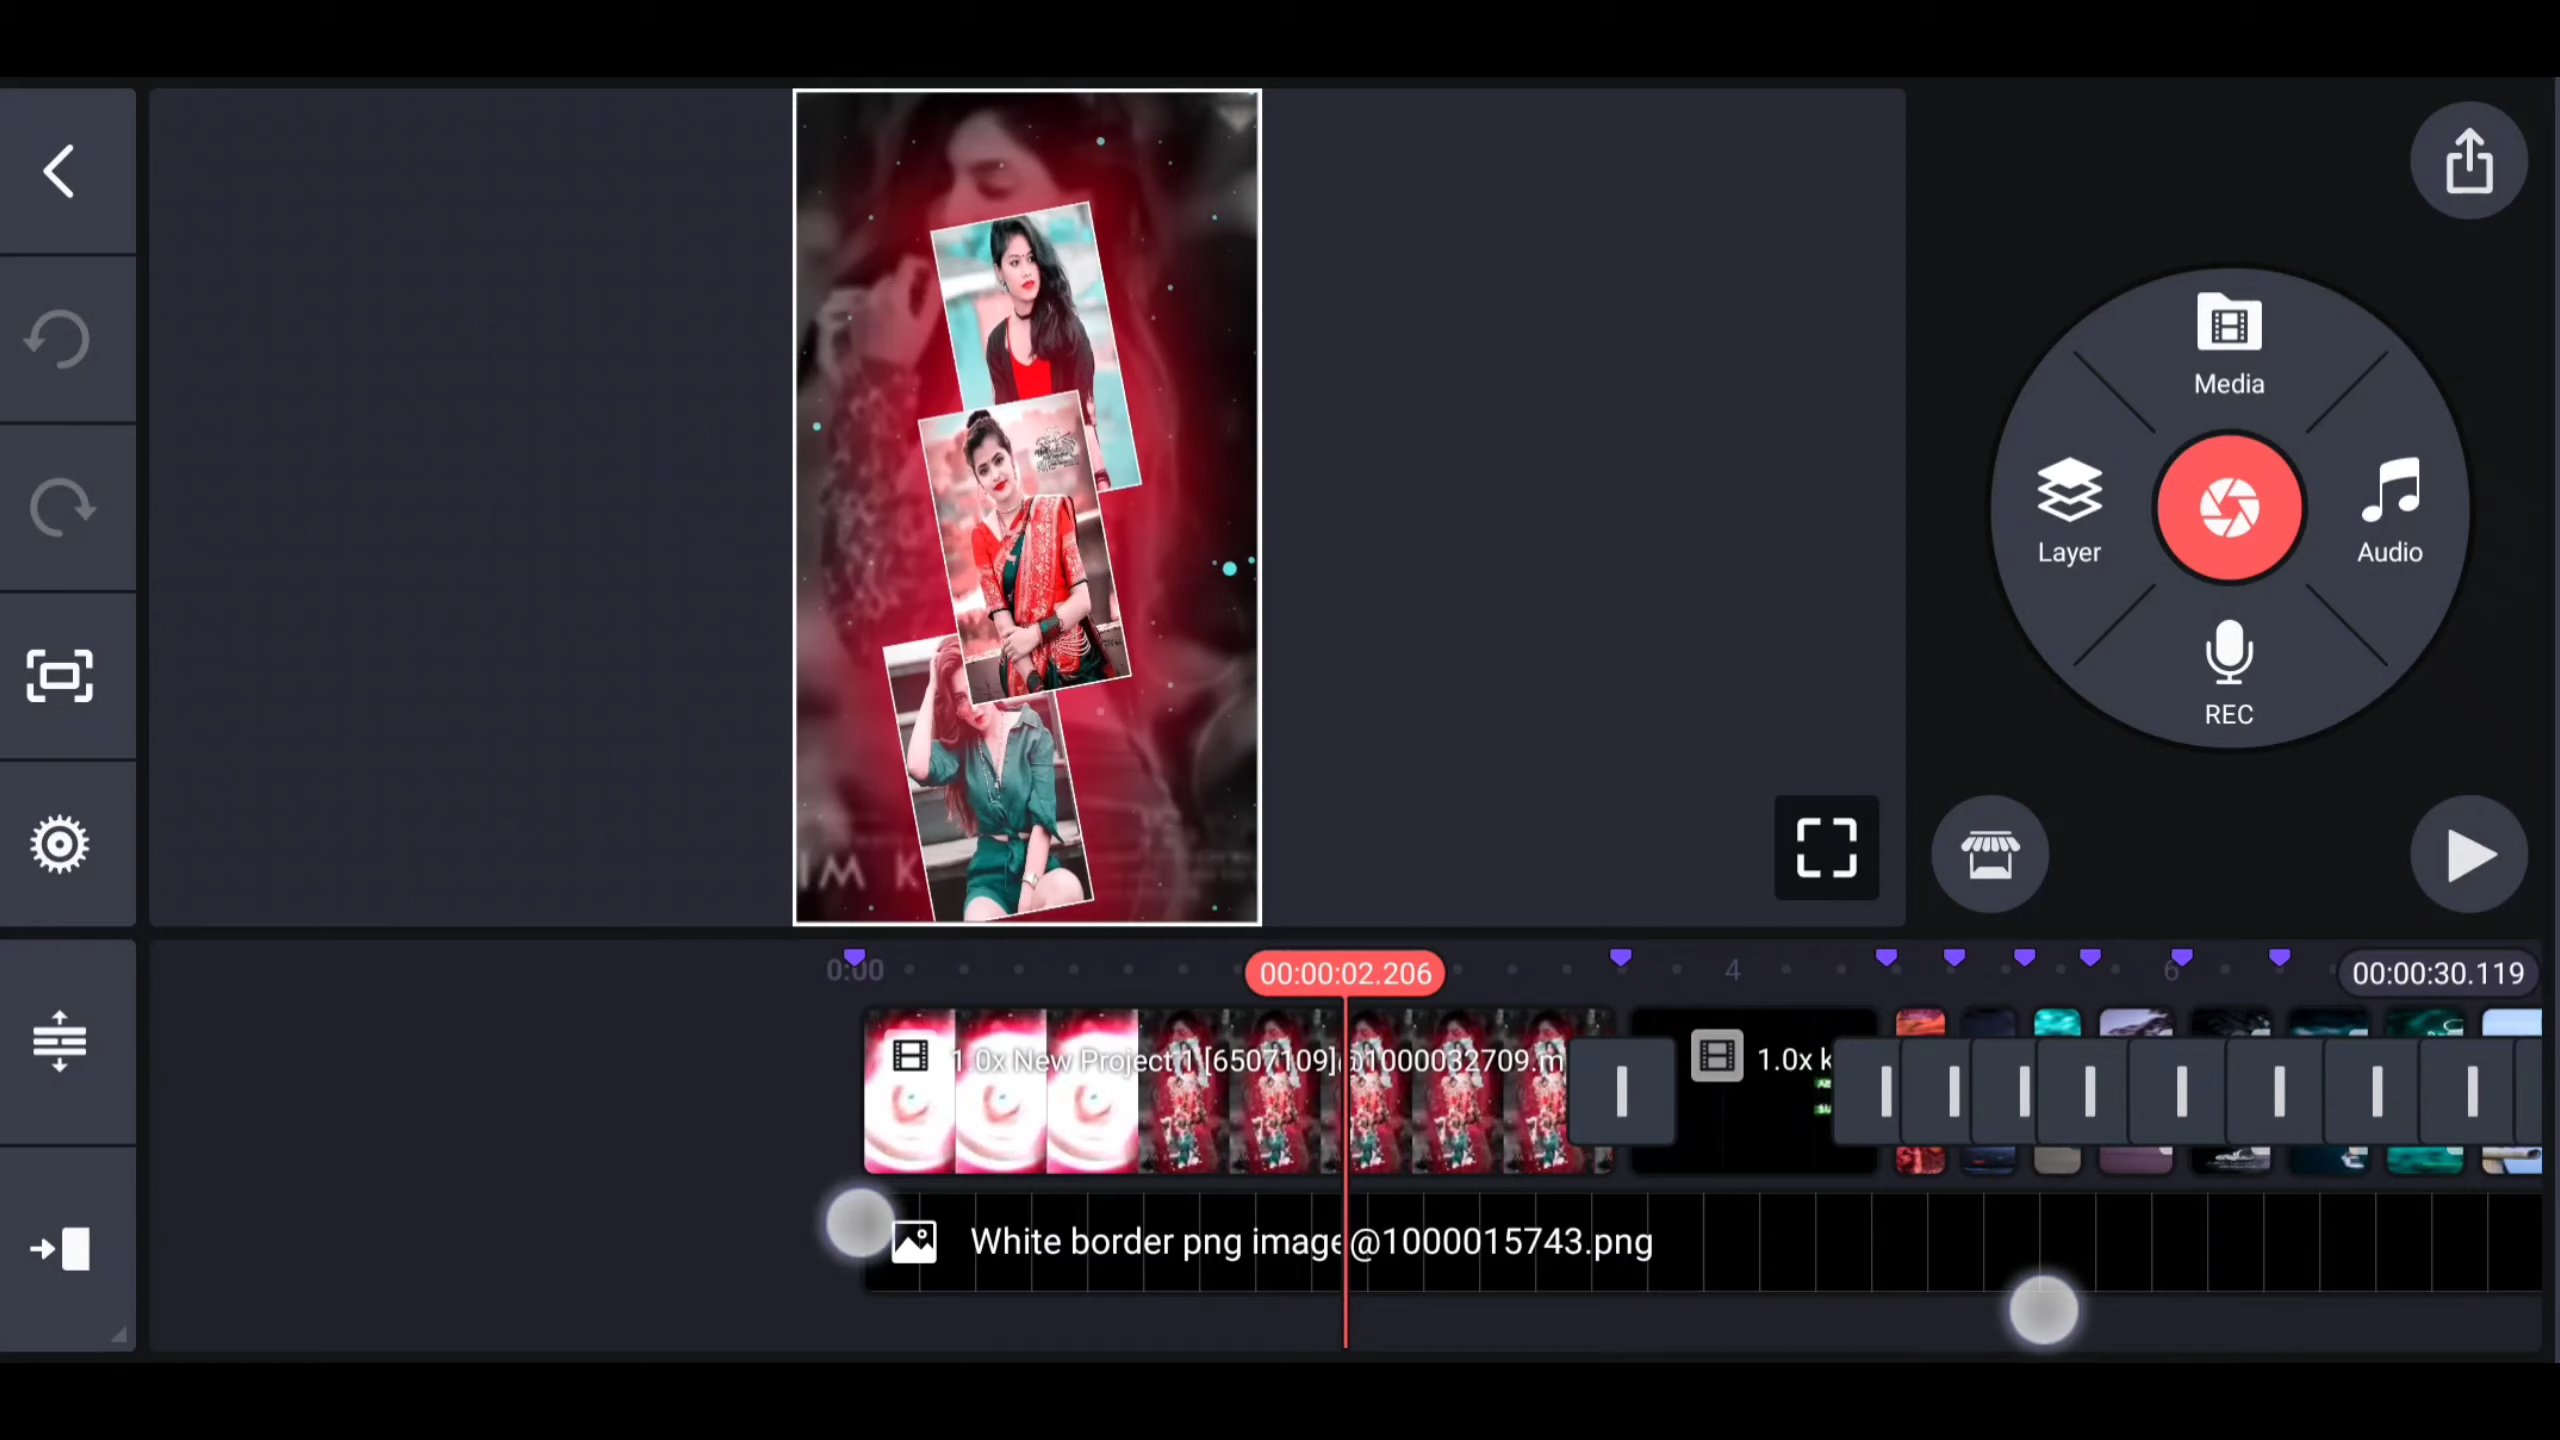 Media
Layer
Audio
REC
IM K
0:00
00:00:02.206
4
6
00:00:30.119
1.0x New Project 1 [6507109]@1000032709.m
1.0x k
White border png image@1000015743.png